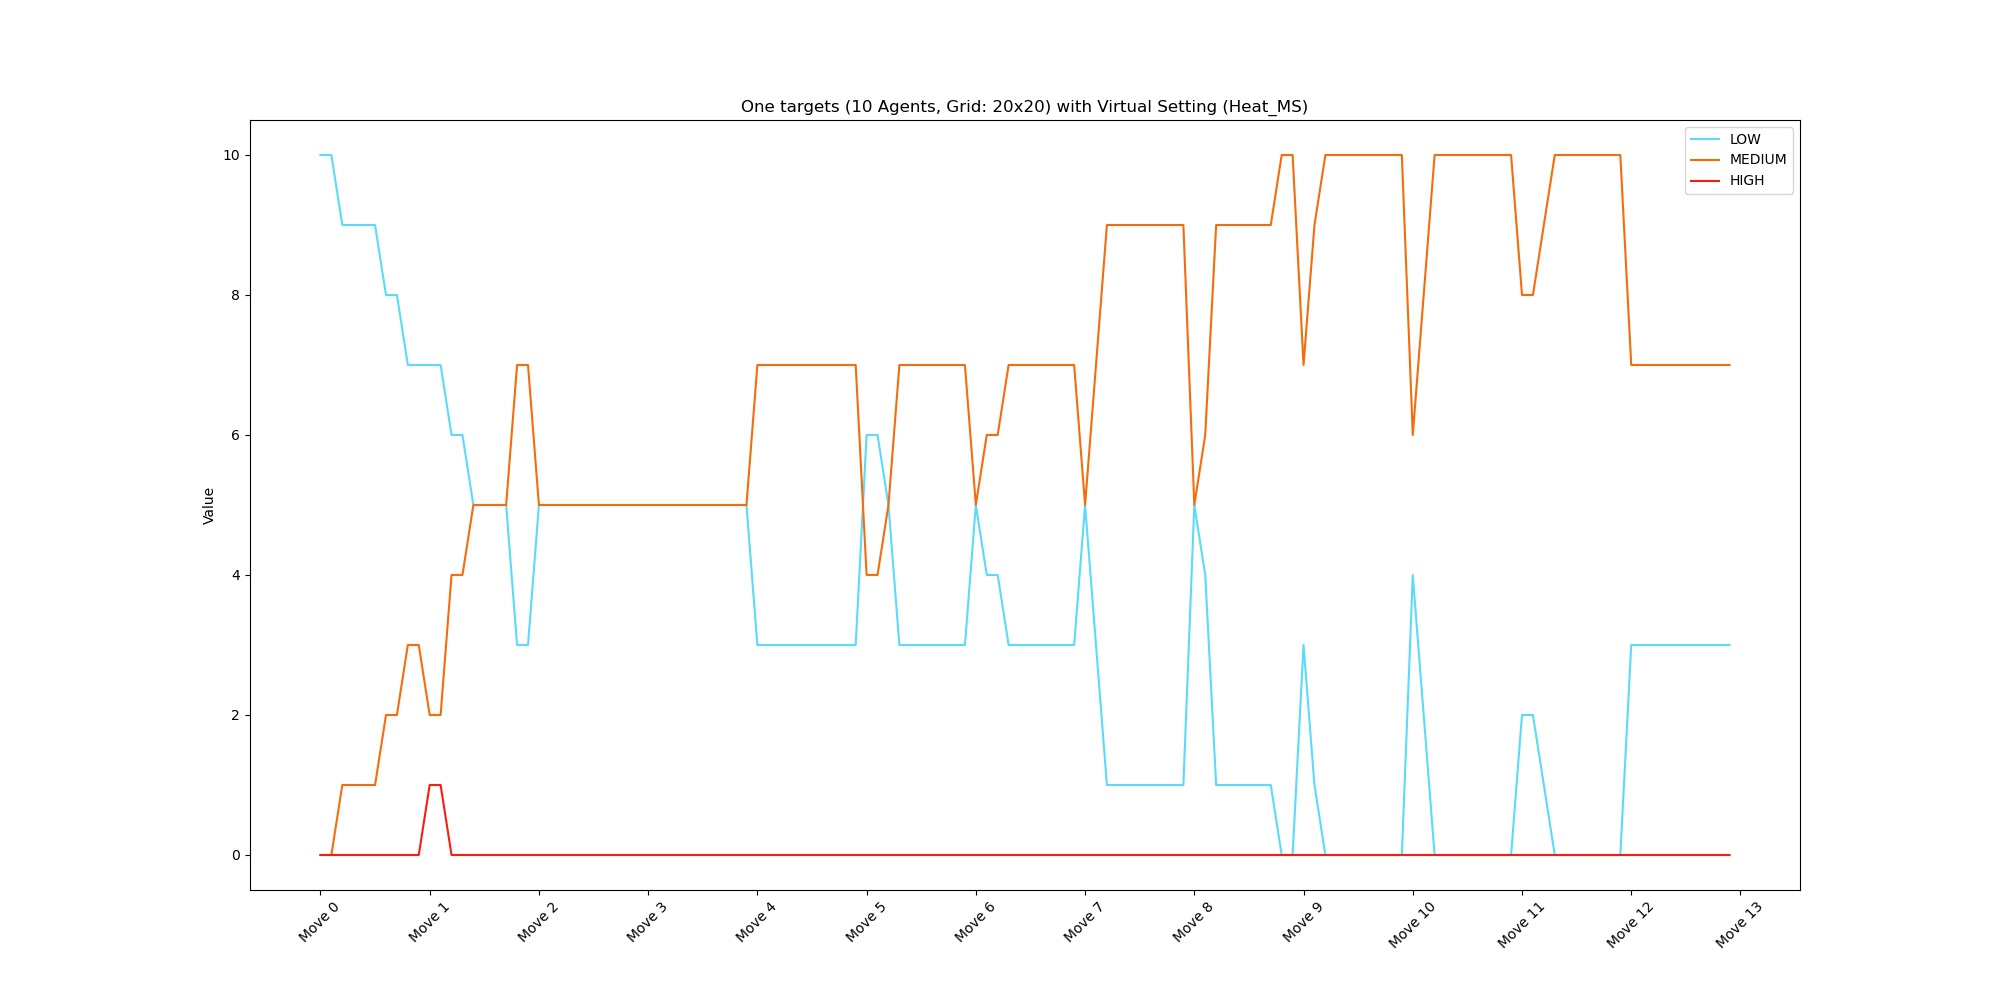 One targets (10 Agents, Grid: 20x20) with Virtual Setting (Heat_MS)
LOW
MEDIUM
HIGH
Value
10
8
6
4
2
0
Move 0
Move 1
Move 2
Move 3
Move 4
Move 5
Move 6
Move 7
Move 8
Move 9
Move 10
Move 11
Move 12
Move 13